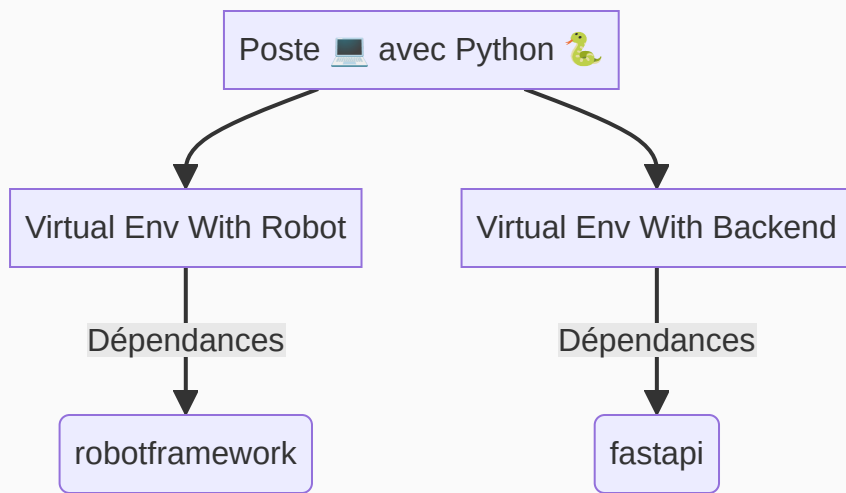 Poste 💻 avec Python 🐍
Virtual Env With Robot
Virtual Env With Backend
Dépendances
Dépendances
robotframework
fastapi